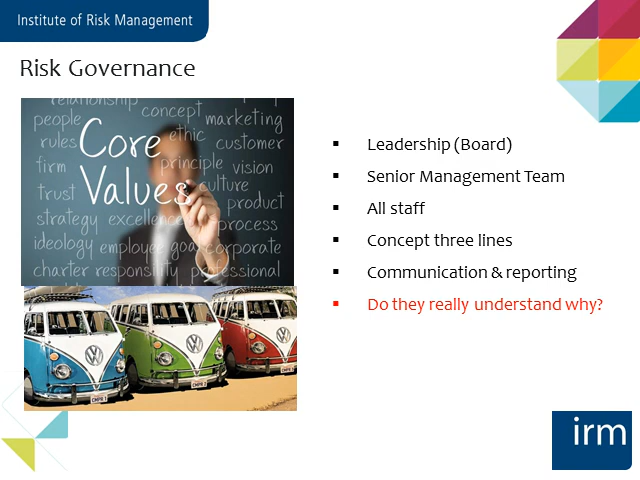 Institute of Risk Management
Risk Governance
relationship
people
concept
marketing
rules
Core
ethic
customer
firm
principle
vision
trust
Values
culture
product
strategy
excellence
process
ideology
employee
goal
corporate
charter
responsibility
professional
Leadership (Board)
Senior Management Team
All staff
Concept three lines
Communication & reporting
Do they really understand why?
irm